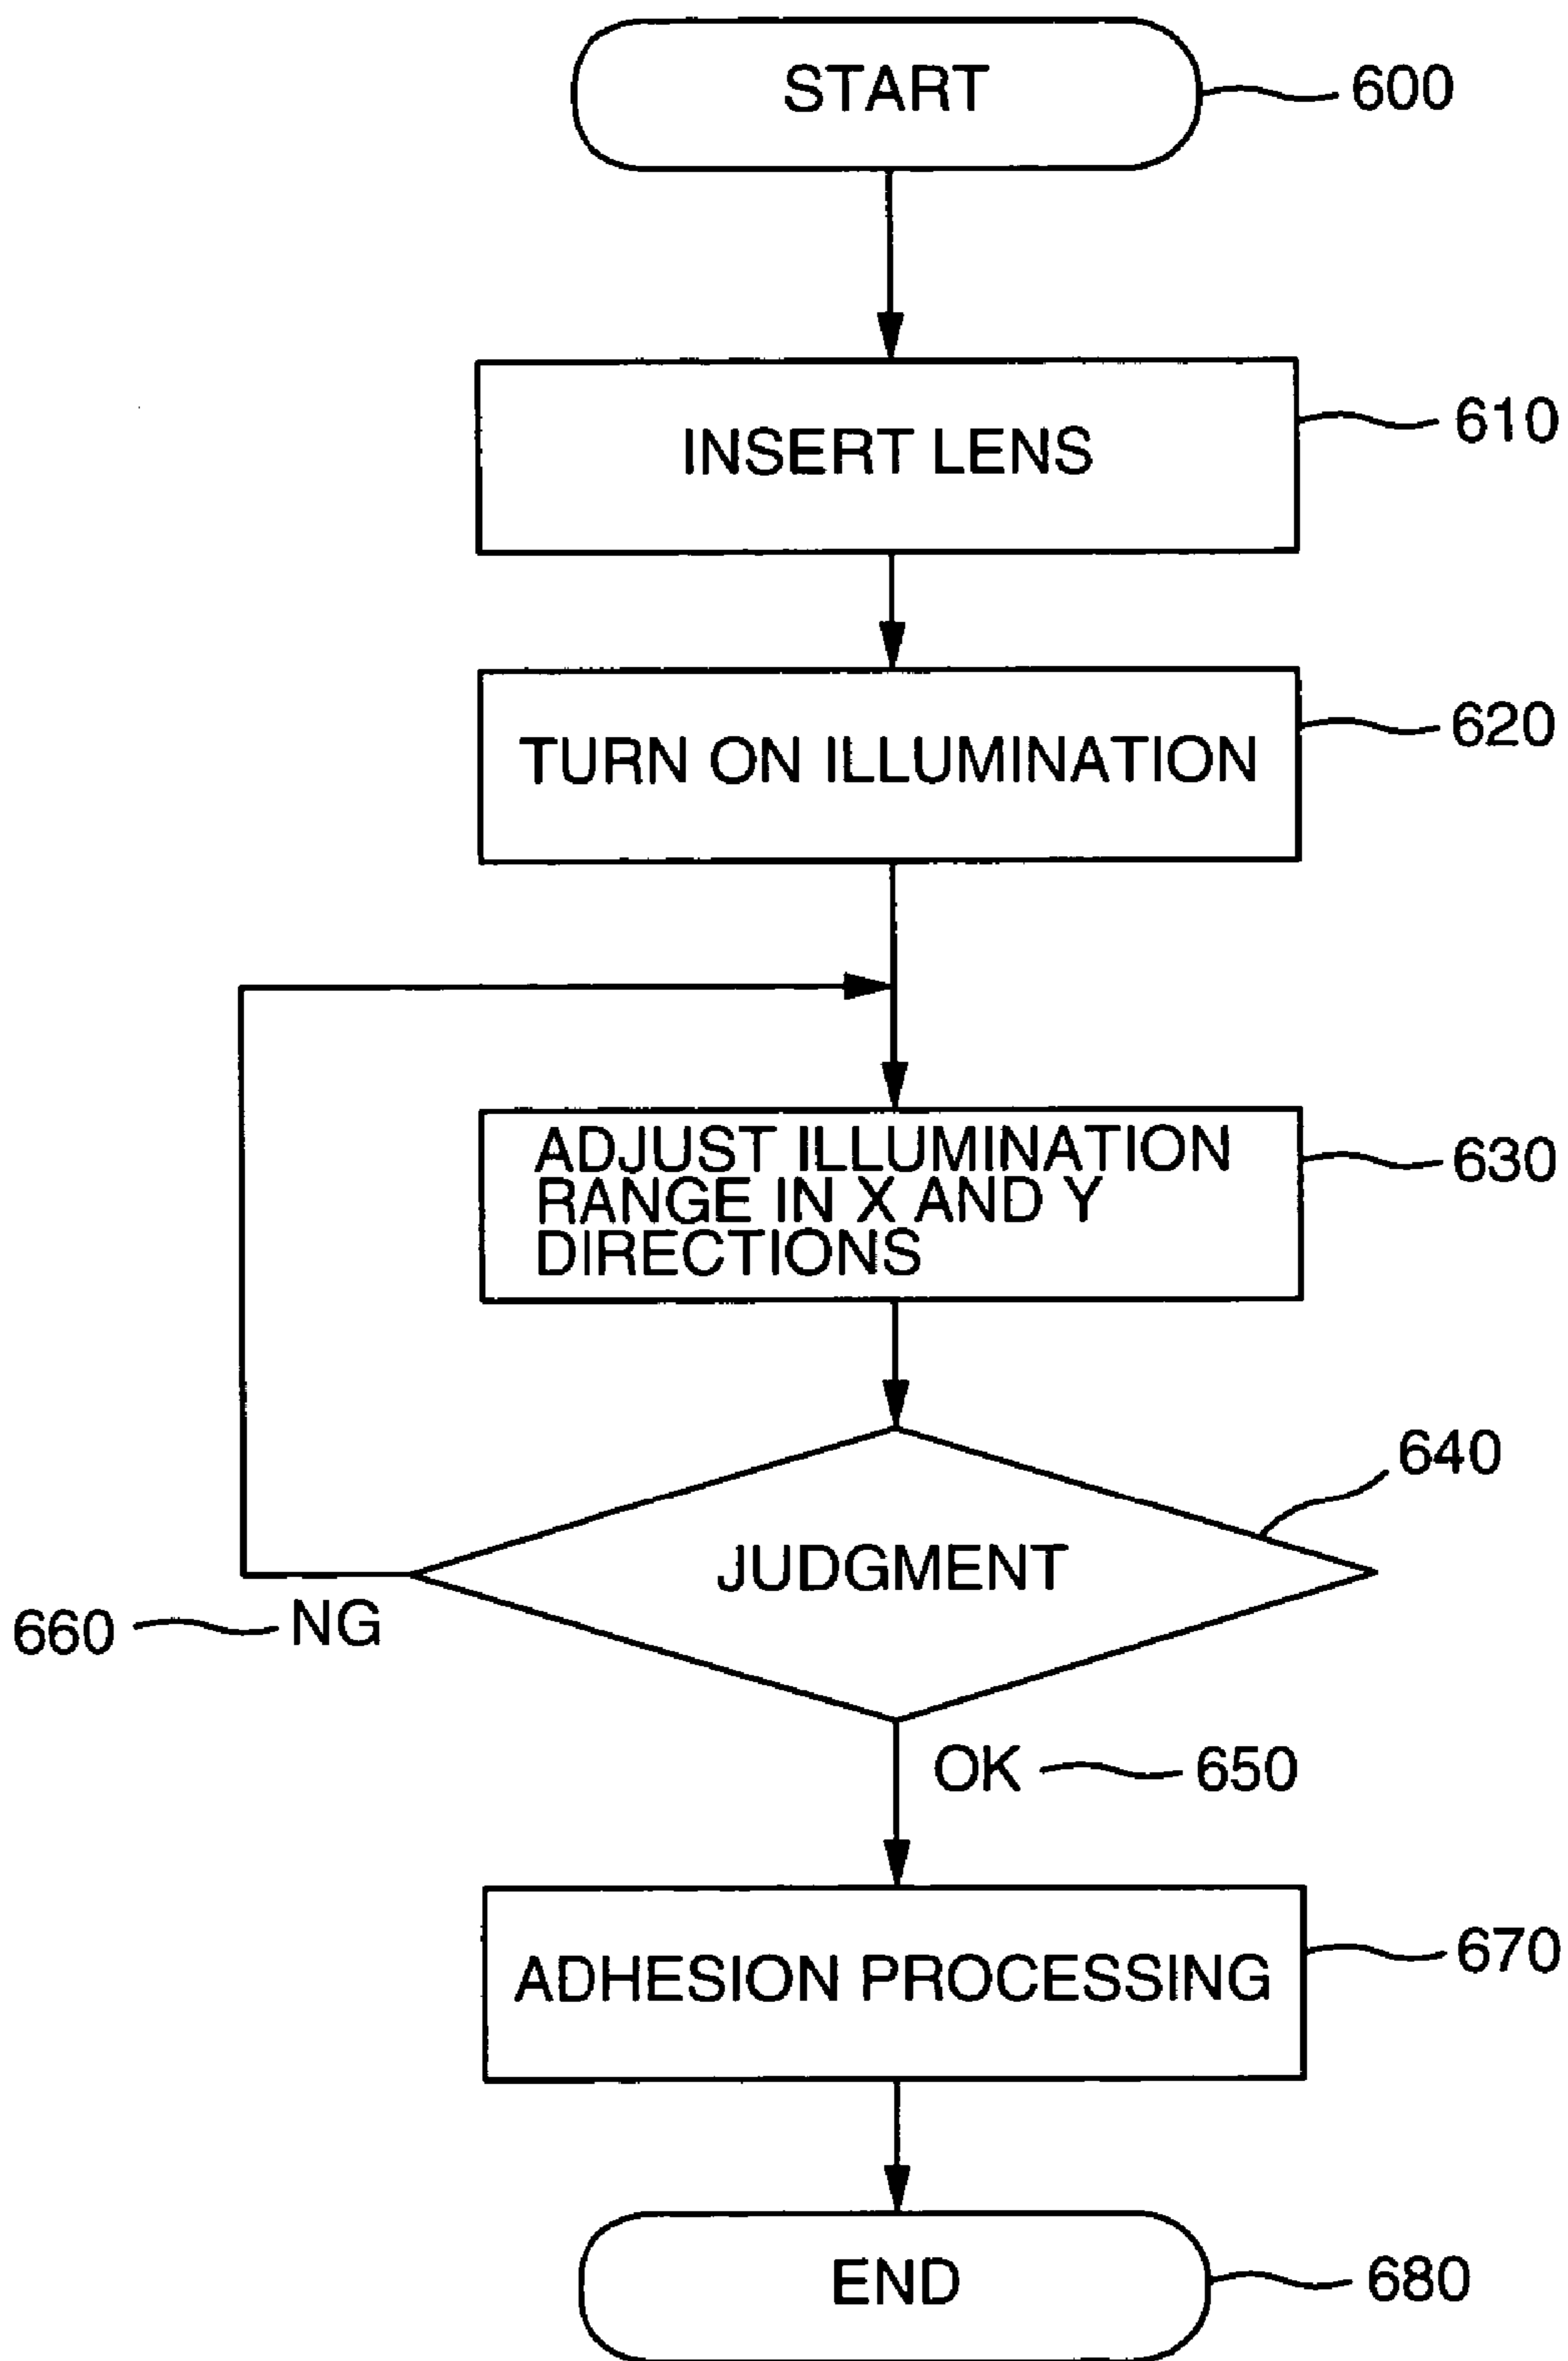 START
600
INSERT LENS
610
TURN ON ILLUMINATION
620
ADJUST ILLUMINATION
RANGE IN X AND Y
DIRECTIONS
630
640
JUDGMENT
660
NG
OK
650
ADHESION PROCESSING
670
END
680